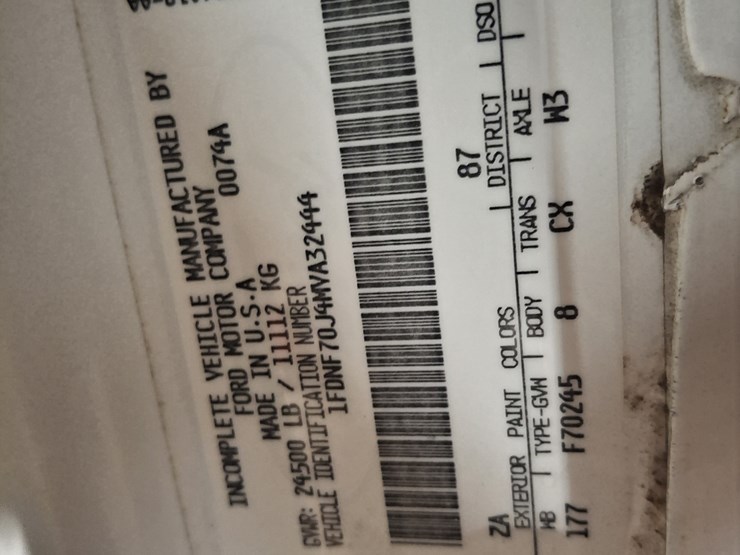 INCOMPLETE VEHICLE MANUFACTURED BY
FORD MOTOR COMPANY
MADE IN U.S.A 0074A
GVWR: 24500 LB / 11112 KG
VEHICLE IDENTIFICATION NUMBER
1FDNF70J4MVA32444
ZA 87
EXTERIOR PAINT COLORS DISTRICT DSO
WB TYPE-GVW BODY TRANS AXLE
177 F70245 8 CX W3